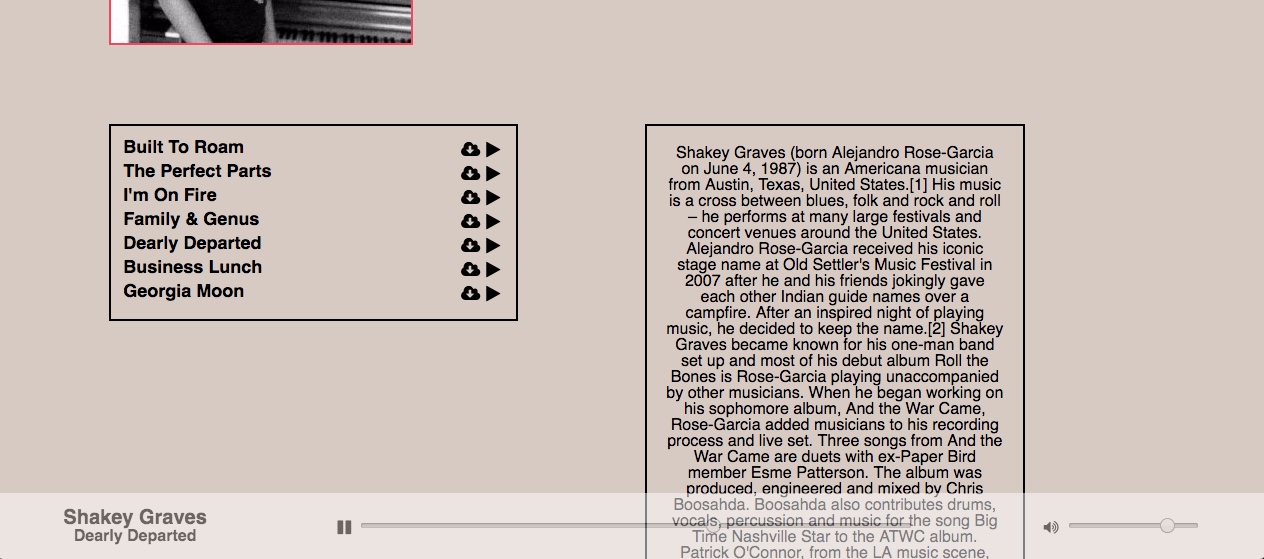 Built To Roam
The Perfect Parts
I'm On Fire
Family & Genus
Dearly Departed
Business Lunch
Georgia Moon
Shakey Graves (born Alejandro Rose-Garcia
on June 4, 1987) is an Americana musician
from Austin, Texas, United States.[1] His music
is a cross between blues, folk and rock and roll
– he performs at many large festivals and
concert venues around the United States.
Alejandro Rose-Garcia received his iconic
stage name at Old Settler's Music Festival in
2007 after he and his friends jokingly gave
each other Indian guide names over a
campfire. After an inspired night of playing
music, he decided to keep the name.[2] Shakey
Graves became known for his one-man band
set up and most of his debut album Roll the
Bones is Rose-Garcia playing unaccompanied
by other musicians. When he began working on
his sophomore album, And the War Came,
Rose-Garcia added musicians to his recording
process and live set. Three songs from And the
War Came are duets with ex-Paper Bird
member Esme Patterson. The album was
produced, engineered and mixed by Chris
Boosahda. Boosahda also contributes drums,
vocals, percussion and music for the song Big
Time Nashville Star to the ATWC album.
Patrick O'Connor, from the LA music scene,
Shakey Graves
Dearly Departed